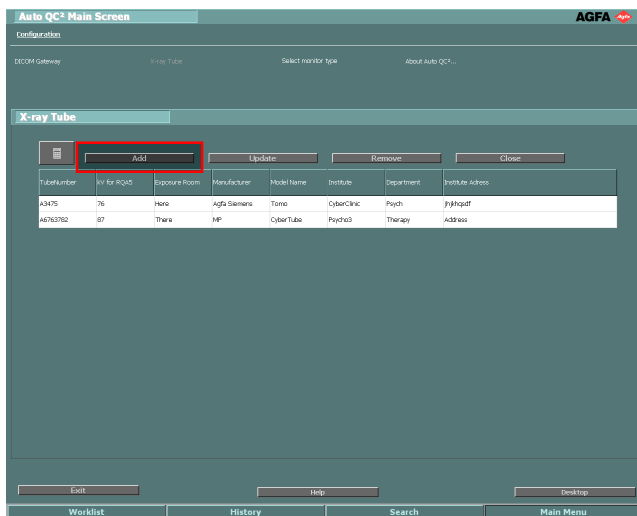 Auto QC² Main Screen
AGFA Agfa
Configuration
DICOM Gateway X-ray Tube Select monitor type About Auto QC²...
X-ray Tube
Add Update Remove Close
TubeNumber kV for RQA5 Exposure Room Manufacturer Model Name Institute Department Institute Adress
A3475 76 Here Agfa Siemens Tomo CyberClinic Psych jhjkhqsdf
A6763782 87 There MP CyberTube Psycho3 Therapy Address
Exit Help Desktop
Worklist History Search Main Menu